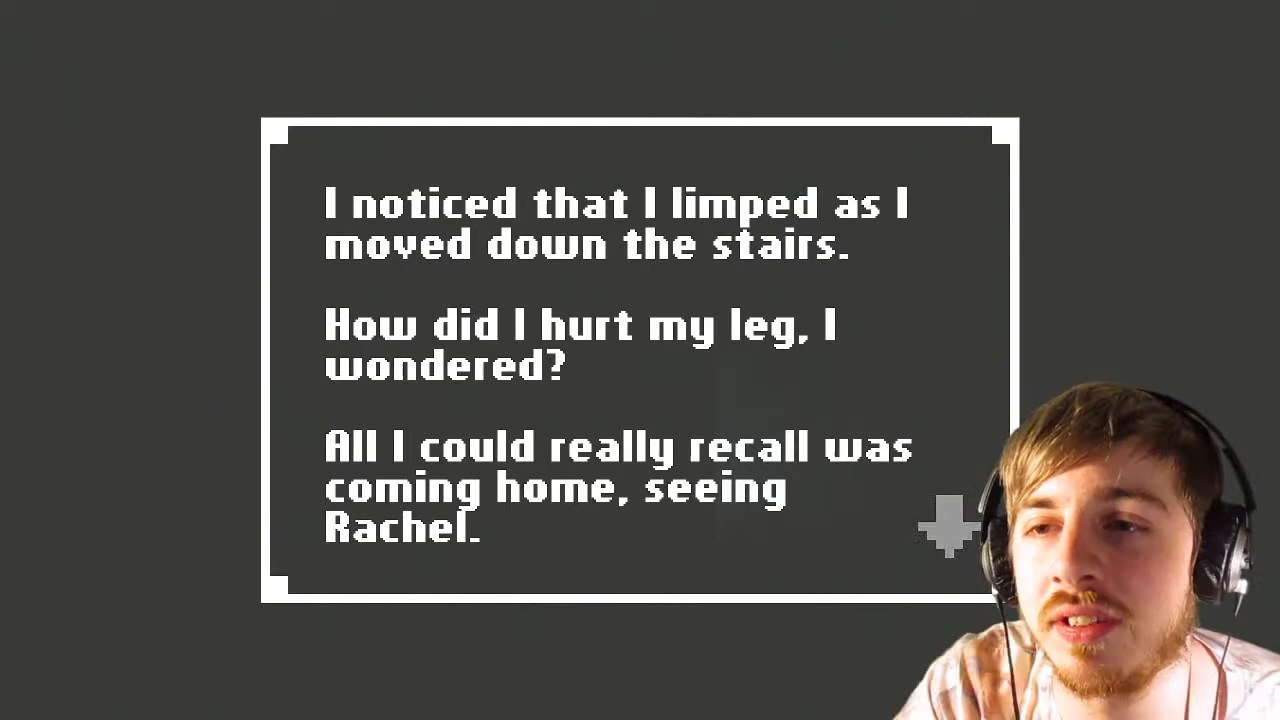 I noticed that I limped as I
moved down the stairs.
How did I hurt my leg, I
wondered?
All I could really recall was
coming home, seeing
Rachel.